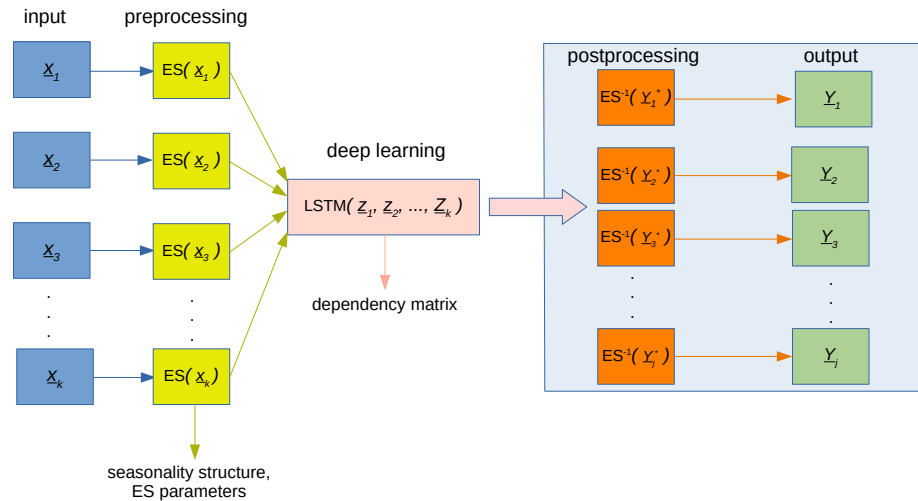 input
preprocessing
x1
ES( x1 )
x2
ES( x2 )
x3
ES( x3 )
. . .
. . .
xk
ES( xk )
seasonality structure,
ES parameters
deep learning
LSTM( z1, z2, ..., Zk )
dependency matrix
postprocessing
output
ES-1( Y1* )
Y1
ES-1( Y2* )
Y2
ES-1( Y3* )
Y3
. . .
. . .
ES-1( Yj* )
Yj